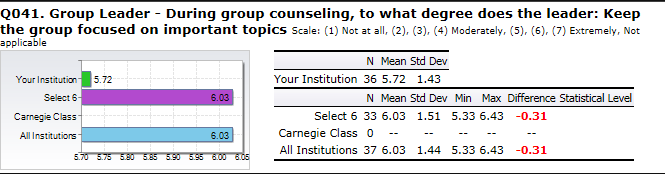 Q041. Group Leader - During group counseling, to what degree does the leader: Keep
the group focused on important topics Scale: (1) Not at all, (2), (3), (4) Moderately, (5), (6), (7) Extremely, Not
applicable
Your Institution 5.72
Select 6 6.03
Carnegie Class
All Institutions 6.03
5.70 5.75 5.80 5.85 5.90 5.95 6.00 6.05
N Mean Std Dev
Your Institution 36 5.72 1.43
N Mean Std Dev Min Max Difference Statistical Level
Select 6 33 6.03 1.51 5.33 6.43 -0.31
Carnegie Class 0 -- -- -- -- --
All Institutions 37 6.03 1.44 5.33 6.43 -0.31